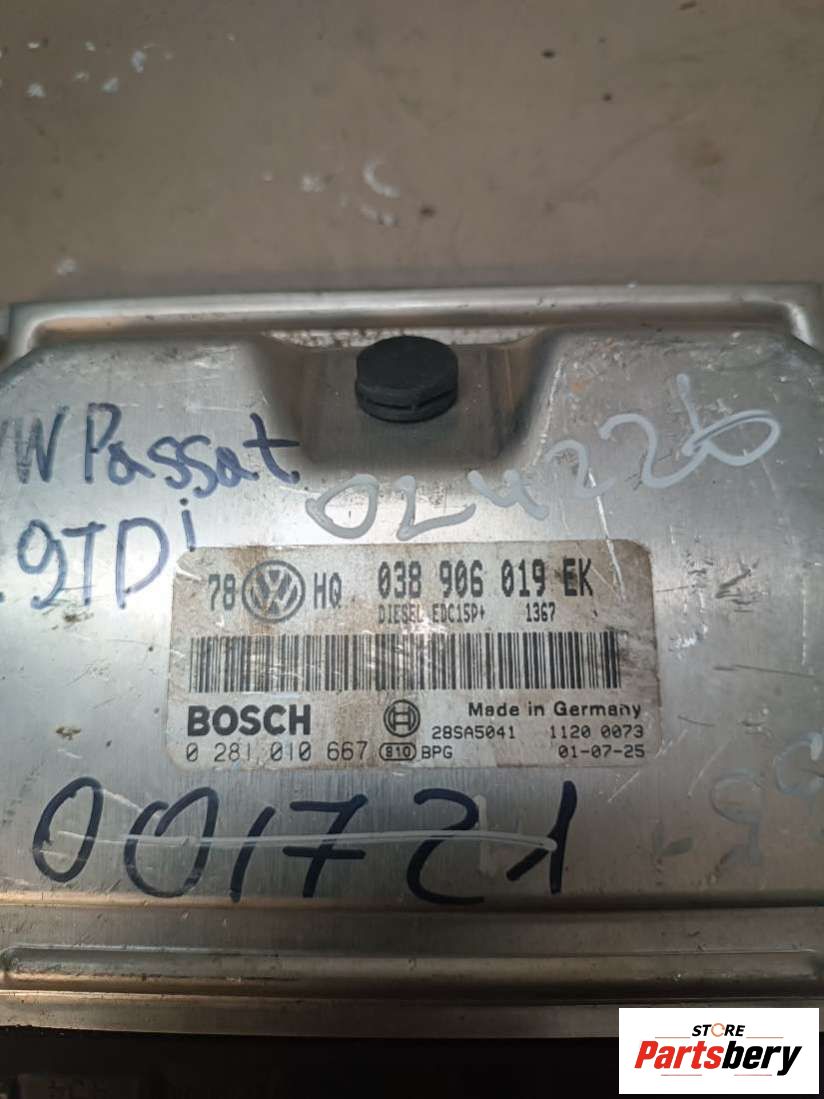 VW Passat
.9TDi
024226
78 VW HQ 038 906 019 EK
DIESEL EDC15P+ 1367
BOSCH
Made in Germany
28SA5041 1120 0073
0 281 010 667 810 BPG 01-07-25
001721
STORE
Partsbery